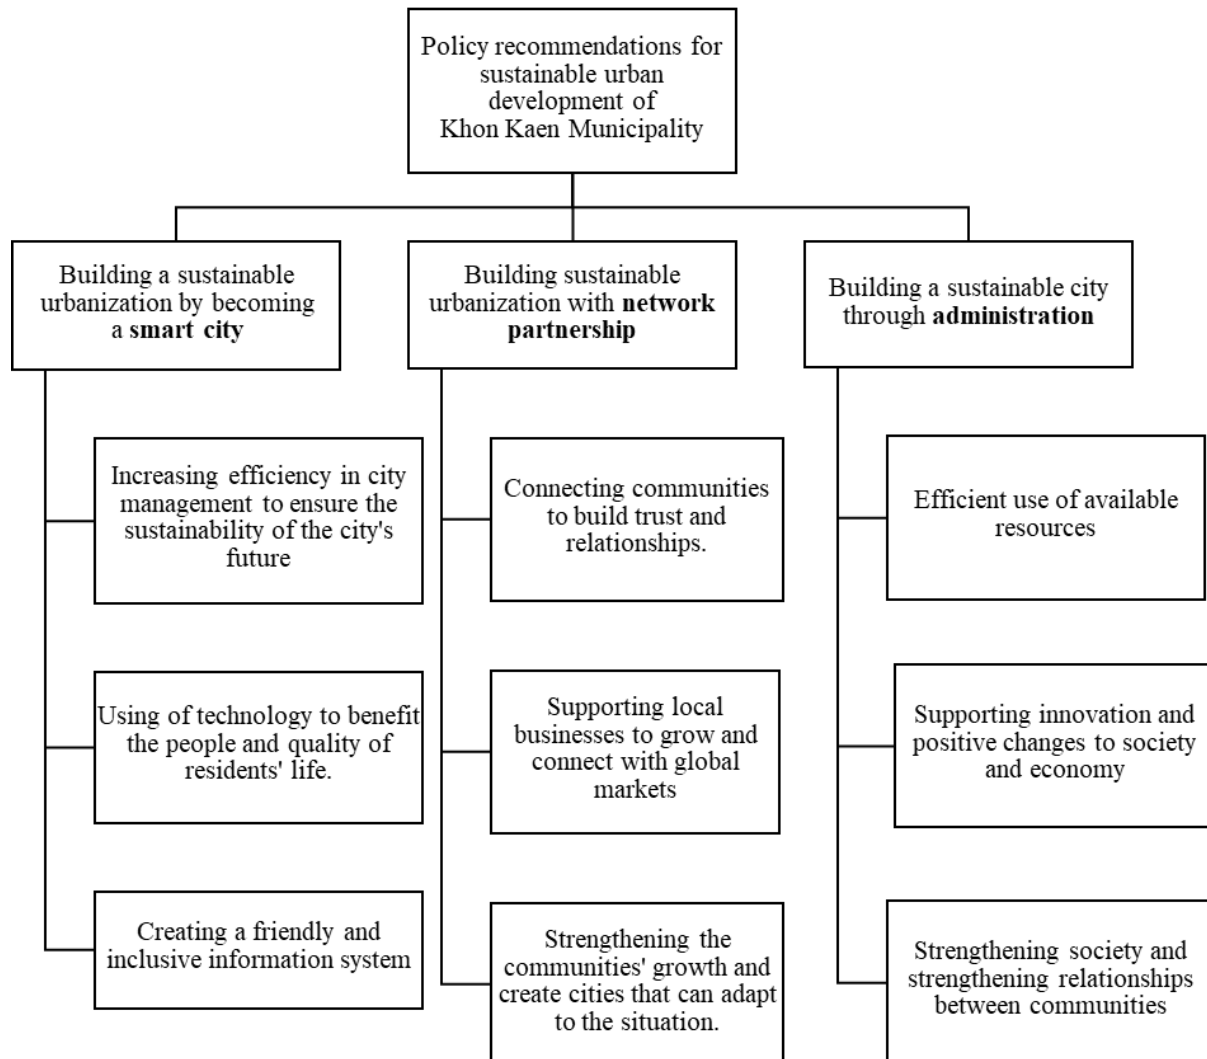 Policy recommendations for
sustainable urban
development of
Khon Kaen Municipality
Building a sustainable
urbanization by becoming
a smart city
Increasing efficiency in city
management to ensure the
sustainability of the city's
future
Using of technology to benefit
the people and quality of
residents' life.
Creating a friendly and
inclusive information system
Building sustainable
urbanization with network
partnership
Connecting communities
to build trust and
relationships.
Supporting local
businesses to grow and
connect with global
markets
Strengthening the
communities' growth and
create cities that can adapt
to the situation.
Building a sustainable city
through administration
Efficient use of available
resources
Supporting innovation and
positive changes to society
and economy
Strengthening society and
strengthening relationships
between communities